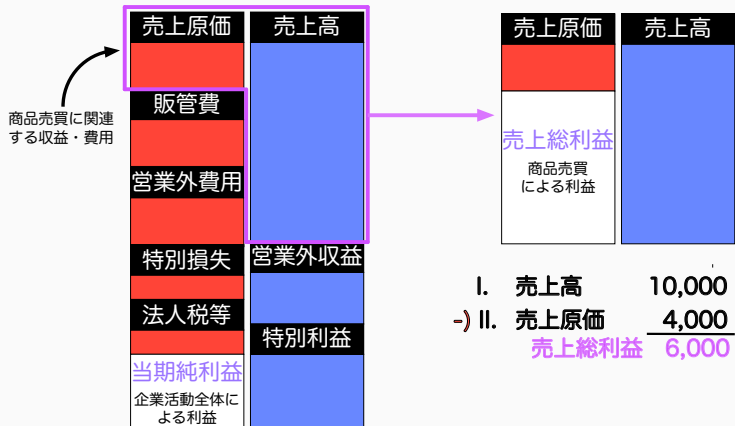 売上原価
売上高
商品売買に関連
する収益・費用
販管費
営業外費用
特別損失
法人税等
当期純利益
企業活動全体に
よる利益
営業外収益
特別利益
売上原価
売上高
売上総利益
商品売買
による利益
I. 売上高 10,000
-) II. 売上原価 4,000
売上総利益 6,000